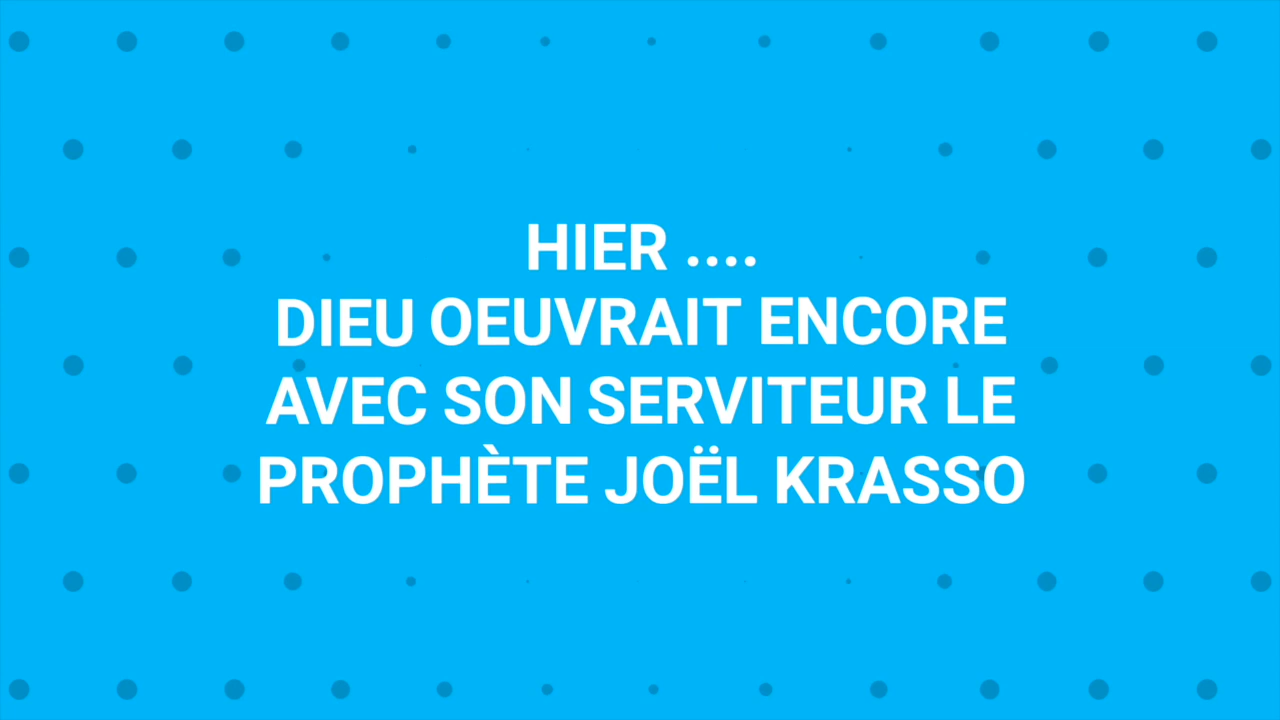 HIER ....
DIEU OEUVRAIT ENCORE
AVEC SON SERVITEUR LE
PROPHÈTE JOËL KRASSO